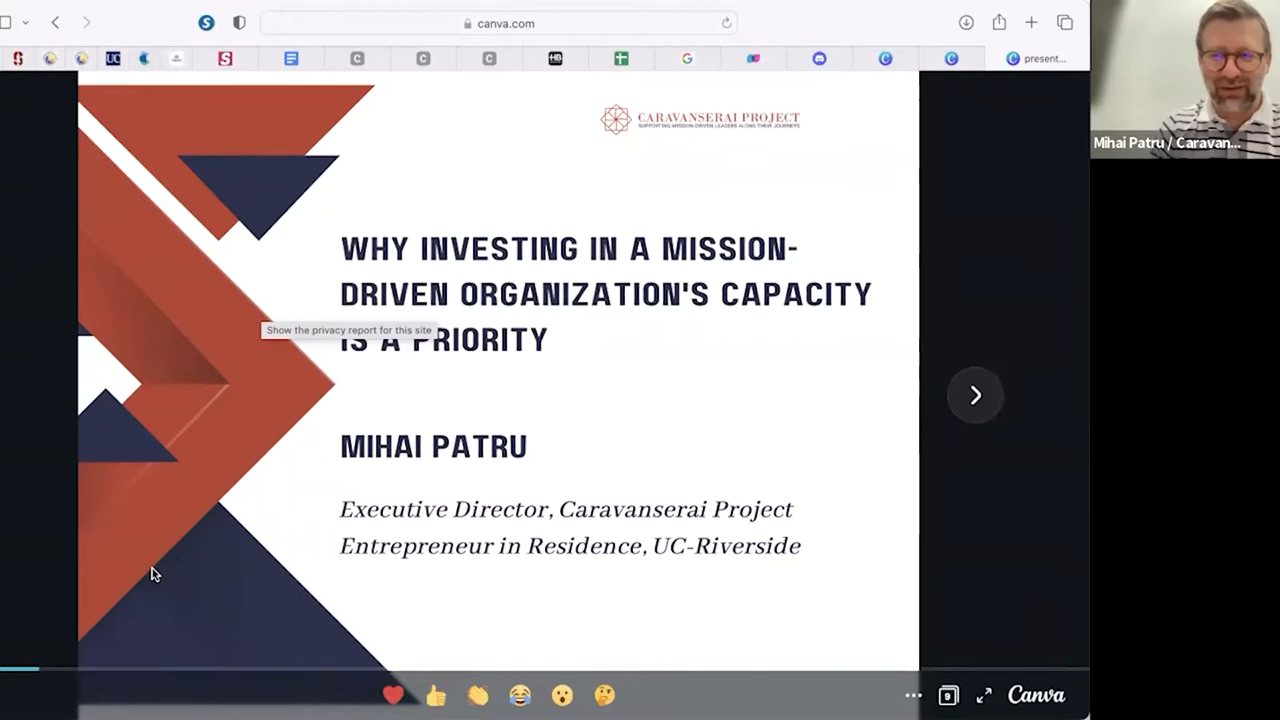 canva.com
present...
CARAVANSERAI PROJECT
SUPPORTING MISSION-DRIVEN LEADERS ALONG THEIR JOURNEYS
WHY INVESTING IN A MISSION-
DRIVEN ORGANIZATION'S CAPACITY
IS A PRIORITY
Show the privacy report for this site
MIHAI PATRU
Executive Director, Caravanserai Project
Entrepreneur in Residence, UC-Riverside
Mihai Patru / Caravan...
9
Canva